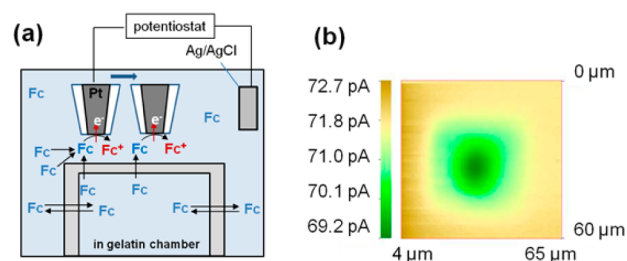 (a)
potentiostat
Ag/AgCl
Pt
Fc
Fc
e-
e-
Fc Fc Fc+ Fc Fc+
Fc
Fc Fc
Fc Fc Fc Fc
in gelatin chamber
(b)
72.7 pA
71.8 pA
71.0 pA
70.1 pA
69.2 pA
0 µm
60 µm
4 µm 65 µm